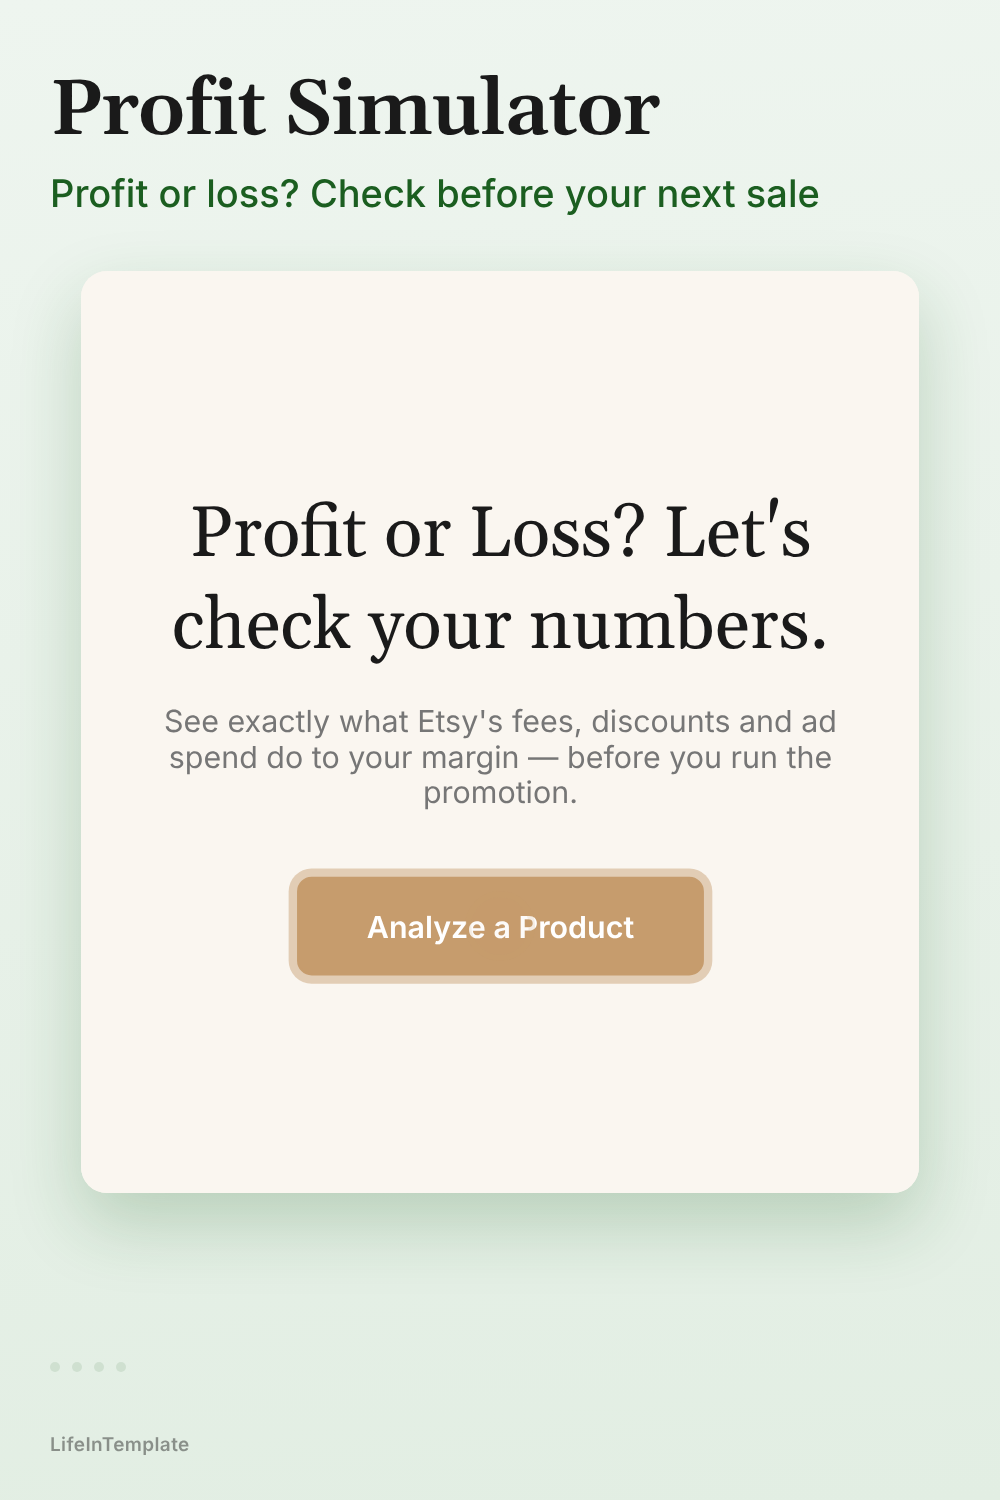 Profit Simulator
Profit or loss? Check before your next sale
Profit or Loss? Let's
check your numbers.
See exactly what Etsy's fees, discounts and ad
spend do to your margin — before you run the
promotion.
Analyze a Product
LifeInTemplate